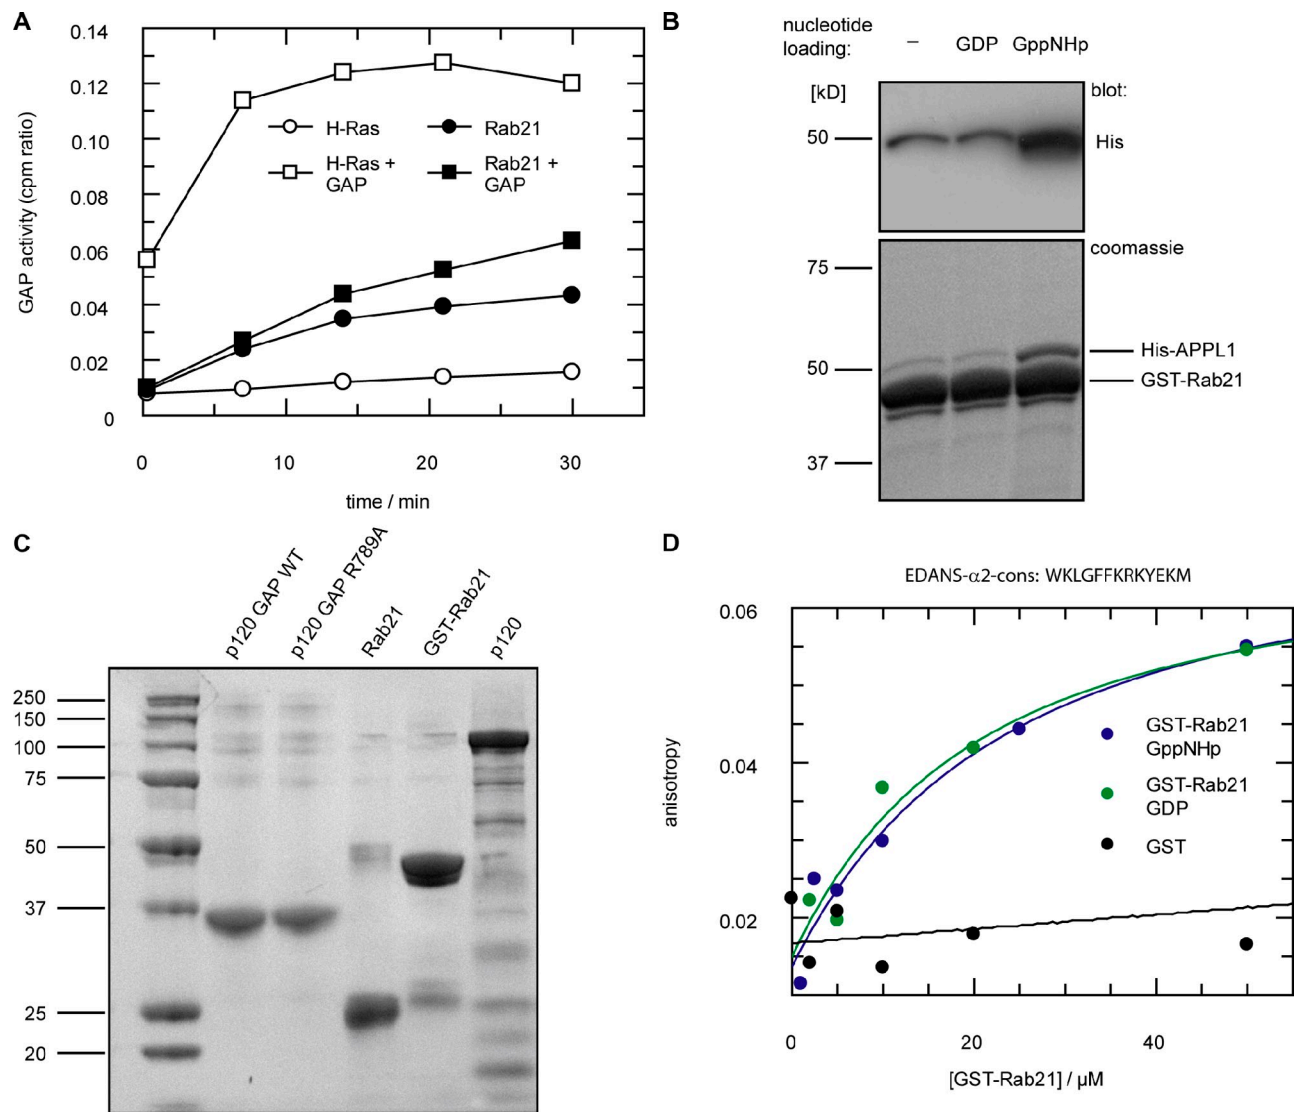 A
0.14
0.12
0.10
0.08
0.06
0.04
0.02
0
GAP activity (cpm ratio)
H-Ras
Rab21
H-Ras +
GAP
Rab21 +
GAP
0
10
20
30
time / min
B
nucleotide
loading:
–
GDP
GppNHp
[kD]
blot:
50
His
coomassie
75
50
37
His-APPL1
GST-Rab21
C
p120 GAP WT
p120 GAP R789A
Rab21
GST-Rab21
p120
250
150
100
75
50
37
25
20
D
EDANS-α2-cons: WKLGFFKRKYEKM
0.06
0.04
0.02
anisotropy
GST-Rab21
GppNHp
GST-Rab21
GDP
GST
0
20
40
[GST-Rab21] / µM